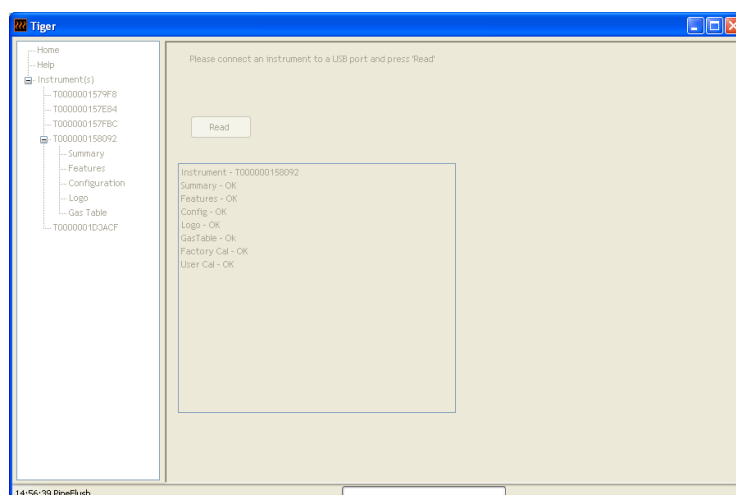 Tiger
Home
Help
Instrument(s)
T0000001579F8
T000000157E84
T000000157FBC
T000000158092
Summary
Features
Configuration
Logo
Gas Table
T0000001D3ACF
Please connect an instrument to a USB port and press 'Read'
Read
Instrument - T000000158092
Summary - OK
Features - OK
Config - OK
Logo - OK
GasTable - Ok
Factory Cal - OK
User Cal - OK
14:56:39 PipeFlush